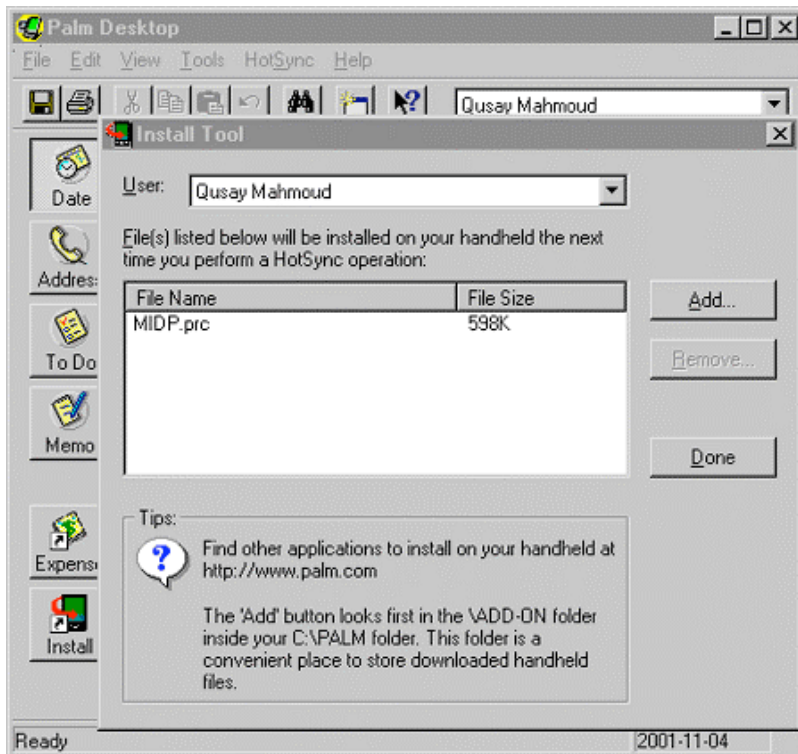 Palm Desktop
File Edit View Tools HotSync Help
Qusay Mahmoud
Install Tool
Date
User: Qusay Mahmoud
File(s) listed below will be installed on your handheld the next
time you perform a HotSync operation:
Addres
File Name File Size
Add...
MIDP.prc 598K
To Do
Remove...
Memo
Done
Tips:
Find other applications to install on your handheld at
http://www.palm.com
Expens
The 'Add' button looks first in the \ADD-ON folder
inside your C:\PALM folder. This folder is a
convenient place to store downloaded handheld
files.
Install
Ready 2001-11-04